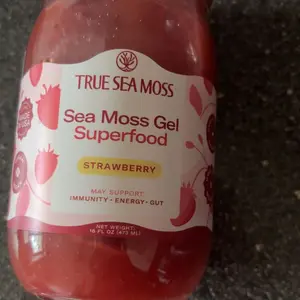 TRUE SEA MOSS
Sea Moss Gel
Superfood
STRAWBERRY
MAY SUPPORT:
IMMUNITY • ENERGY • GUT
NET WEIGHT:
16 FL OZ (473 ML)